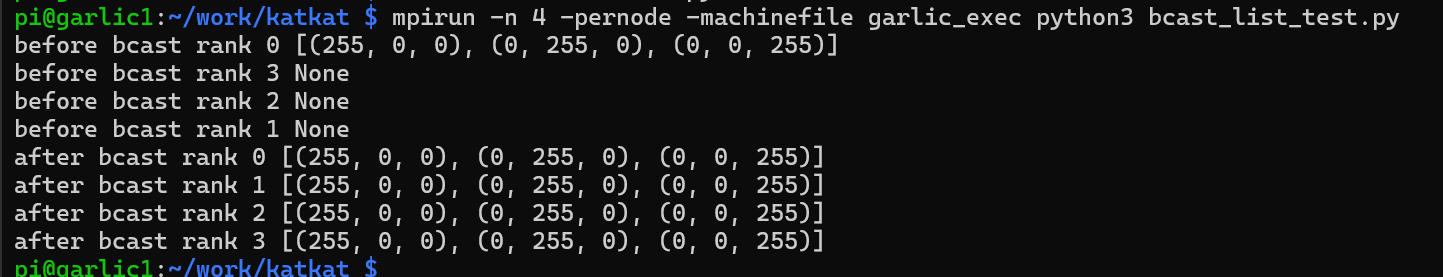 pi@garlic1:~/work/katkat $ mpirun -n 4 -pernode -machinefile garlic_exec python3 bcast_list_test.py
before bcast rank 0 [(255, 0, 0), (0, 255, 0), (0, 0, 255)]
before bcast rank 3 None
before bcast rank 2 None
before bcast rank 1 None
after bcast rank 0 [(255, 0, 0), (0, 255, 0), (0, 0, 255)]
after bcast rank 1 [(255, 0, 0), (0, 255, 0), (0, 0, 255)]
after bcast rank 2 [(255, 0, 0), (0, 255, 0), (0, 0, 255)]
after bcast rank 3 [(255, 0, 0), (0, 255, 0), (0, 0, 255)]
pi@garlic1:~/work/katkat $